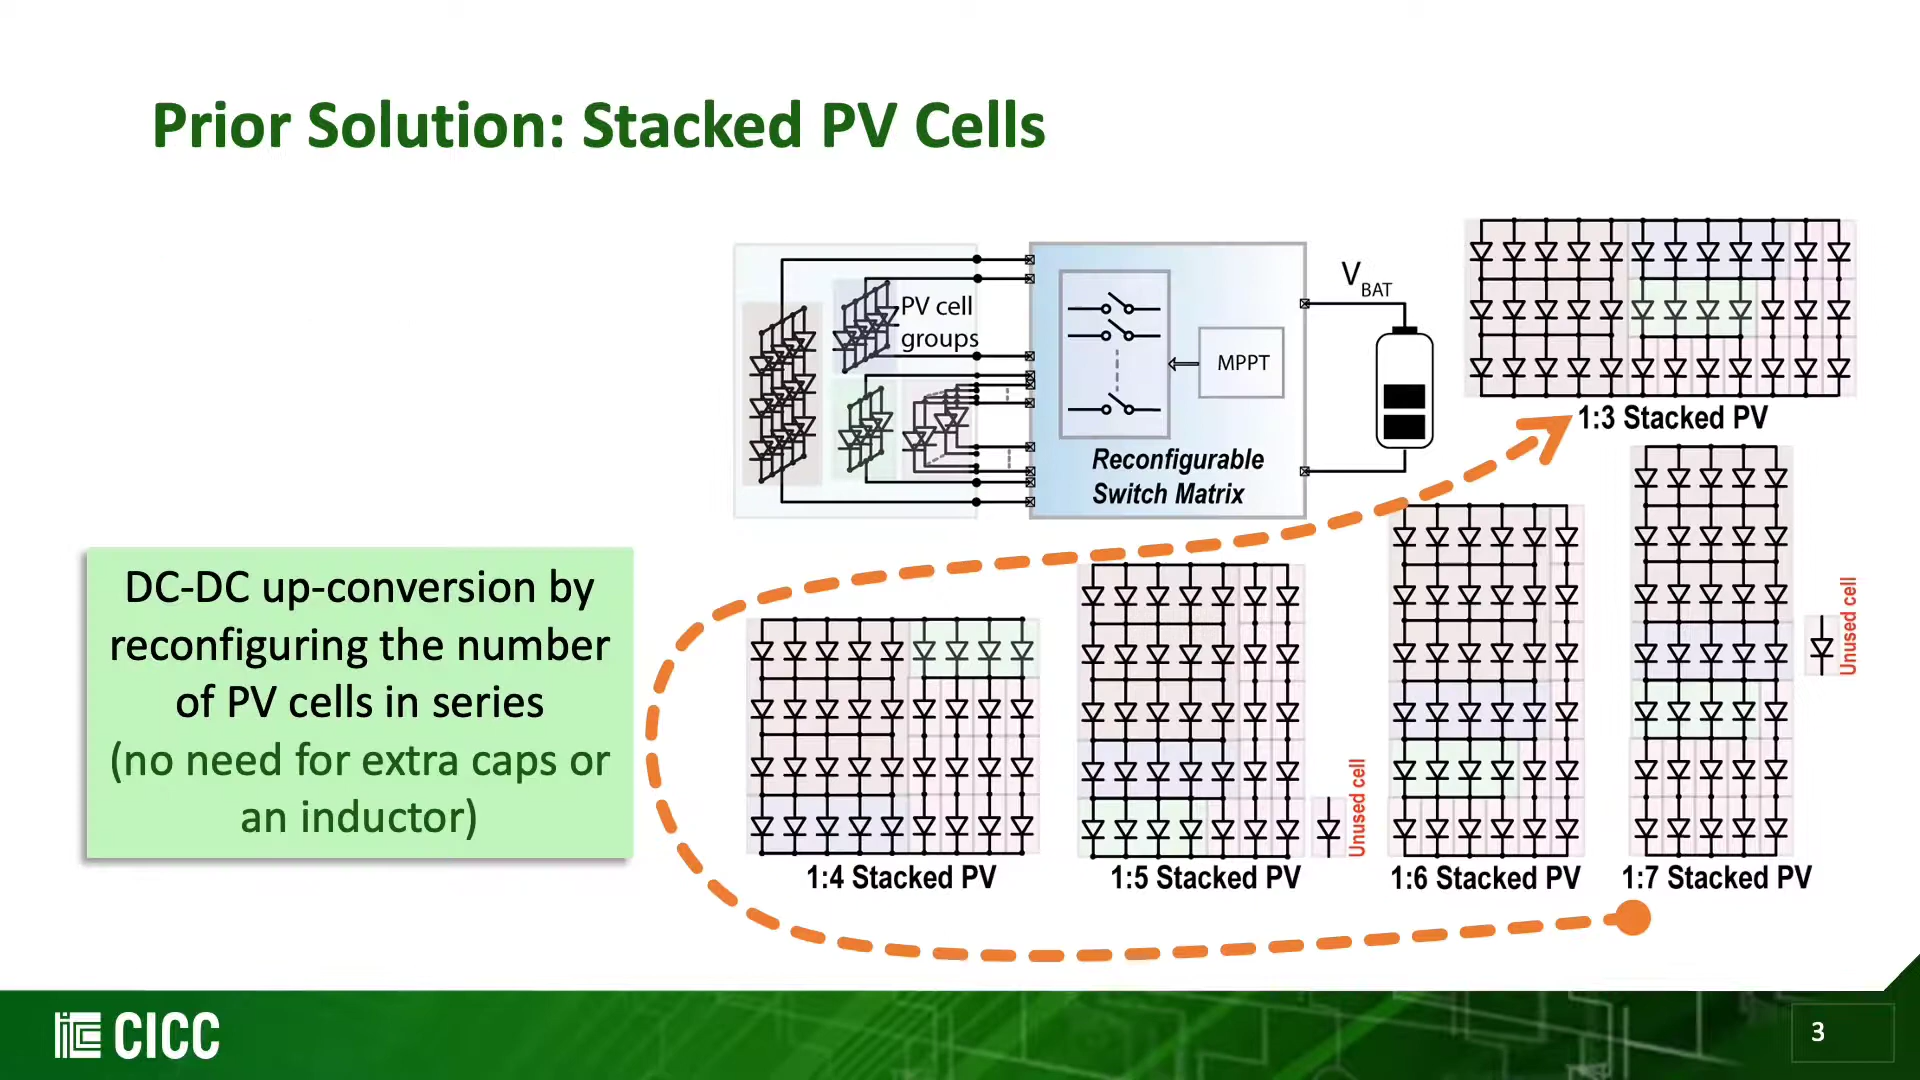 Prior Solution: Stacked PV Cells
PV cell
groups
MPPT
Reconfigurable
Switch Matrix
VBAT
1:3 Stacked PV
DC-DC up-conversion by
reconfiguring the number
of PV cells in series
(no need for extra caps or
an inductor)
1:4 Stacked PV
1:5 Stacked PV
Unused cell
1:6 Stacked PV
1:7 Stacked PV
Unused cell
CICC
3